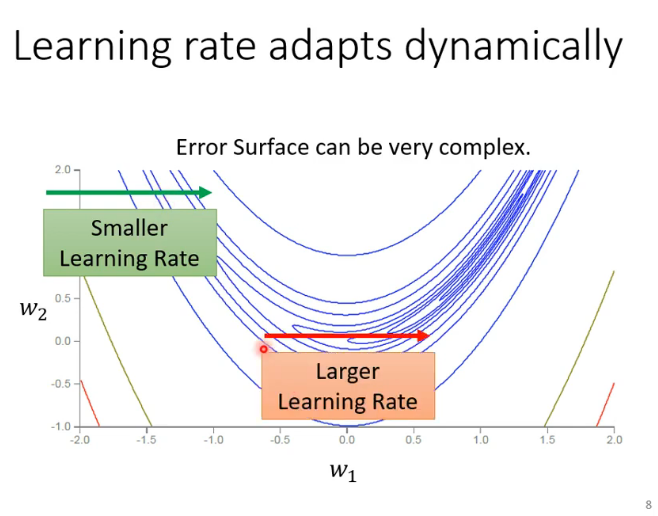 Learning rate adapts dynamically
Error Surface can be very complex.
2.0
Smaller
Learning Rate
0.5
w₂
0.0
Larger
Learning Rate
-0.5
-1.0
-2.0 -1.5 -1.0 -0.5 0.0 0.5 1.0 1.5 2.0
w₁
8